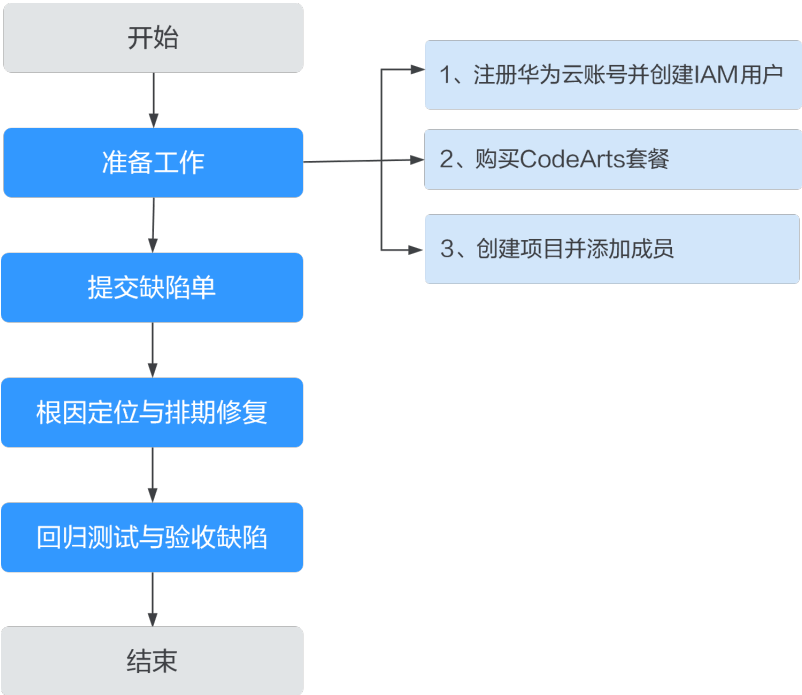 开始
准备工作
1、注册华为云账号并创建IAM用户
2、购买CodeArts套餐
3、创建项目并添加成员
提交缺陷单
根因定位与排期修复
回归测试与验收缺陷
结束